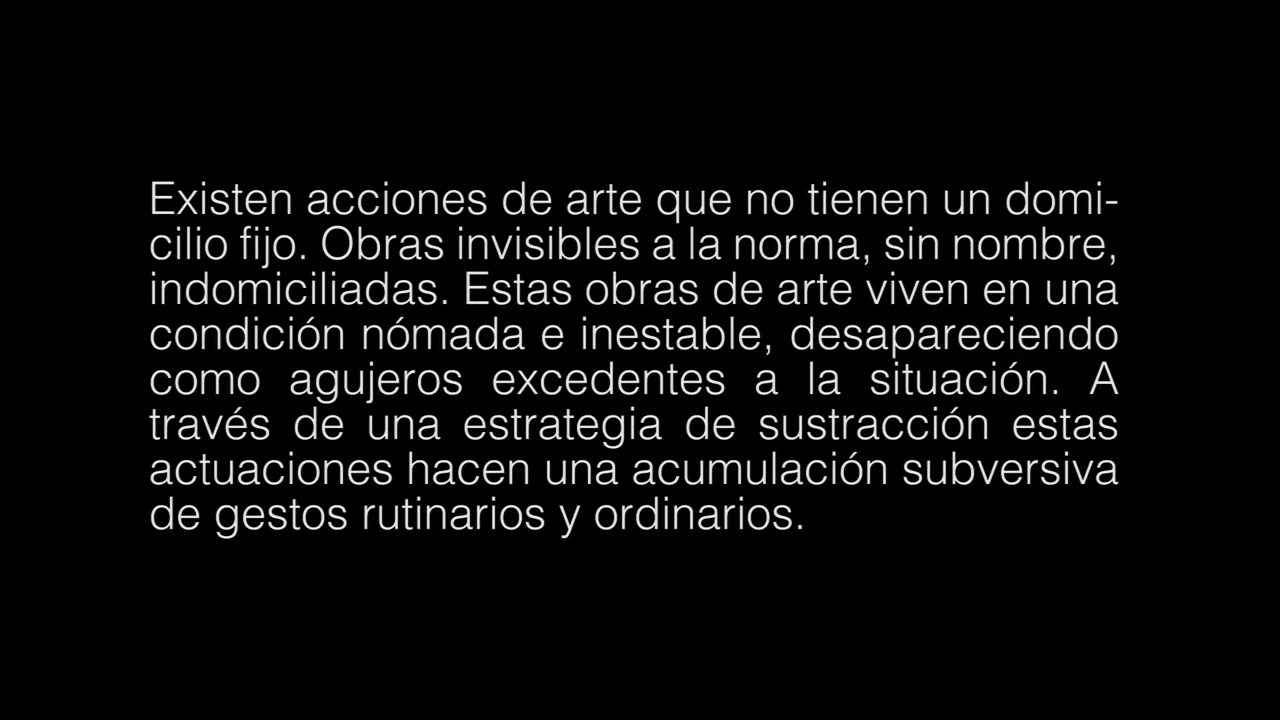 Existen acciones de arte que no tienen un domi-
cilio fijo. Obras invisibles a la norma, sin nombre,
indomiciliadas. Estas obras de arte viven en una
condición nómada e inestable, desapareciendo
como agujeros excedentes a la situación. A
través de una estrategia de sustracción estas
actuaciones hacen una acumulación subversiva
de gestos rutinarios y ordinarios.